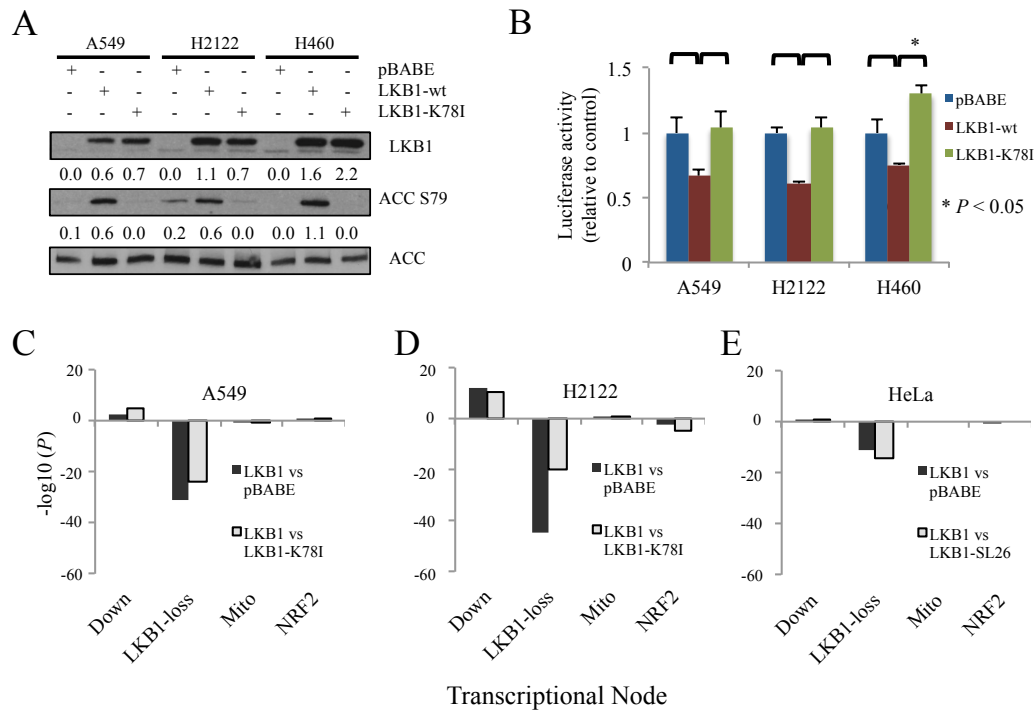 A
A549 H2122 H460
+ - - + - - + - - pBABE
- + - - + - - + - LKB1-wt
- - + - - + - - + LKB1-K78I
LKB1
0.0 0.6 0.7 0.0 1.1 0.7 0.0 1.6 2.2
ACC S79
0.1 0.6 0.0 0.2 0.6 0.0 0.0 1.1 0.0
ACC
B
Luciferase activity
(relative to control)
1.5
1
0.5
0
*
A549 H2122 H460
pBABE
LKB1-wt
LKB1-K78I
* P < 0.05
C
A549
-log10 (P)
20
0
-20
-40
-60
LKB1 vs
pBABE
LKB1 vs
LKB1-K78I
Down LKB1-loss Mito NRF2
D
H2122
20
0
-20
-40
-60
LKB1 vs
pBABE
LKB1 vs
LKB1-K78I
Down LKB1-loss Mito NRF2
E
HeLa
20
0
-20
-40
-60
LKB1 vs
pBABE
LKB1 vs
LKB1-SL26
Down LKB1-loss Mito NRF2
Transcriptional Node